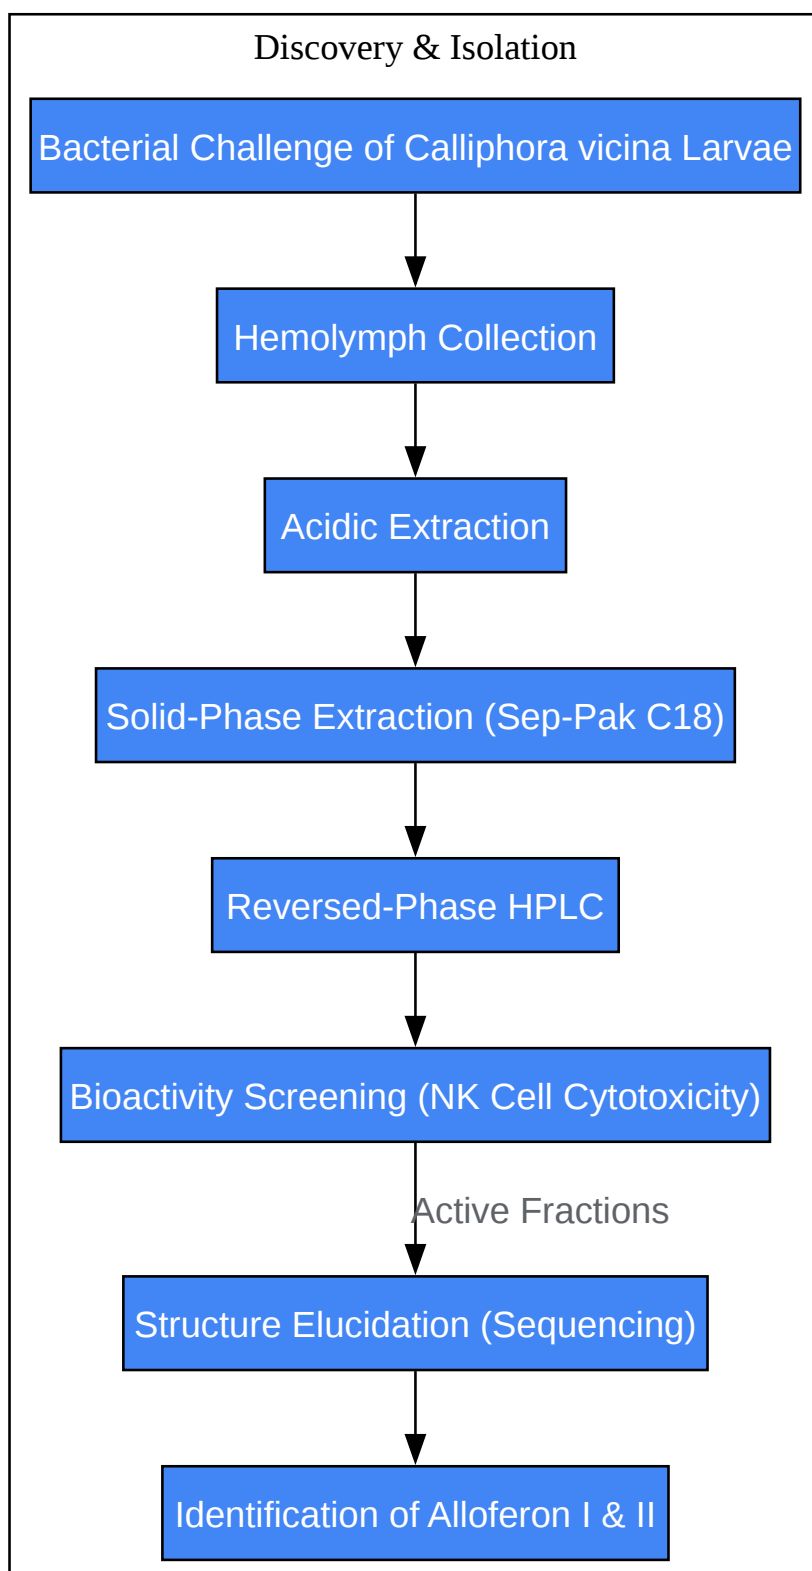 Discovery & Isolation
Bacterial Challenge of Calliphora vicina Larvae
Hemolymph Collection
Acidic Extraction
Solid-Phase Extraction (Sep-Pak C18)
Reversed-Phase HPLC
Bioactivity Screening (NK Cell Cytotoxicity)
Active Fractions
Structure Elucidation (Sequencing)
Identification of Alloferon I & II